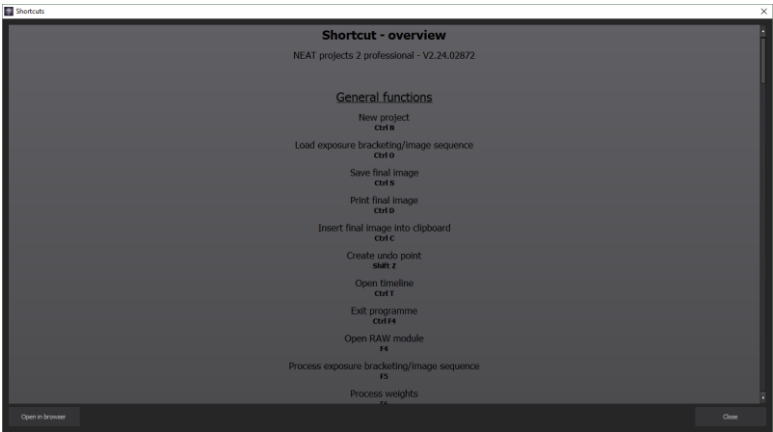 Shortcuts
Shortcut - overview
NEAT projects 2 professional - V2.24.02872
General functions
New project
Ctrl N
Load exposure bracketing/image sequence
Ctrl O
Save final image
Ctrl S
Print final image
Ctrl D
Insert final image into clipboard
Ctrl C
Create undo point
Shift Z
Open timeline
Ctrl T
Exit programme
Ctrl F4
Open RAW module
F4
Process exposure bracketing/image sequence
F5
Process weights
Open in browser
Close